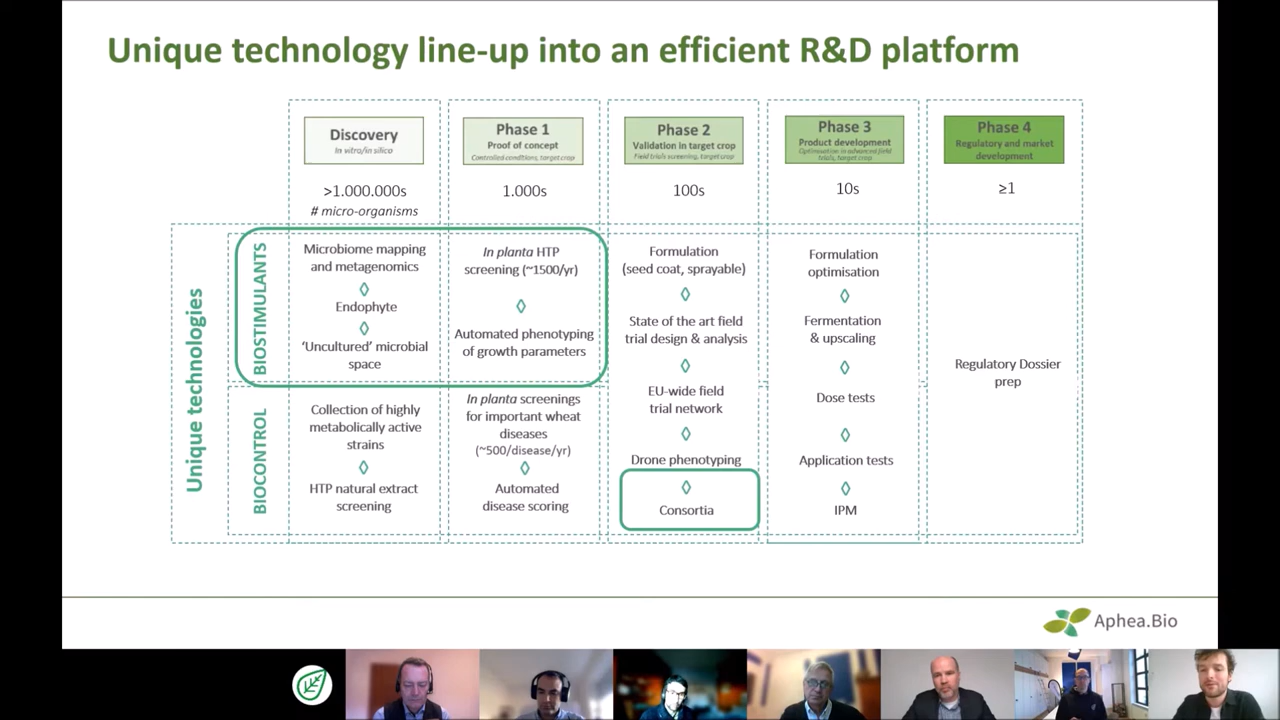 Unique technology line-up into an efficient R&D platform
Discovery
In vitro/in silico
Phase 1
Proof of concept
Controlled conditions, target crop
Phase 2
Validation in target crop
Field trials screening, target crop
Phase 3
Product development
Optimisation in advanced field
trials, target crop
Phase 4
Regulatory and market
development
>1.000.000s
# micro-organisms
1.000s
100s
10s
≥1
Unique technologies
BIOSTIMULANTS
Microbiome mapping
and metagenomics
Endophyte
‘Uncultured’ microbial
space
In planta HTP
screening (~1500/yr)
Automated phenotyping
of growth parameters
BIOCONTROL
Collection of highly
metabolically active
strains
HTP natural extract
screening
In planta screenings
for important wheat
diseases
(~500/disease/yr)
Automated
disease scoring
Formulation
(seed coat, sprayable)
State of the art field
trial design & analysis
EU-wide field
trial network
Drone phenotyping
Consortia
Formulation
optimisation
Fermentation
& upscaling
Dose tests
Application tests
IPM
Regulatory Dossier
prep
Aphea.Bio